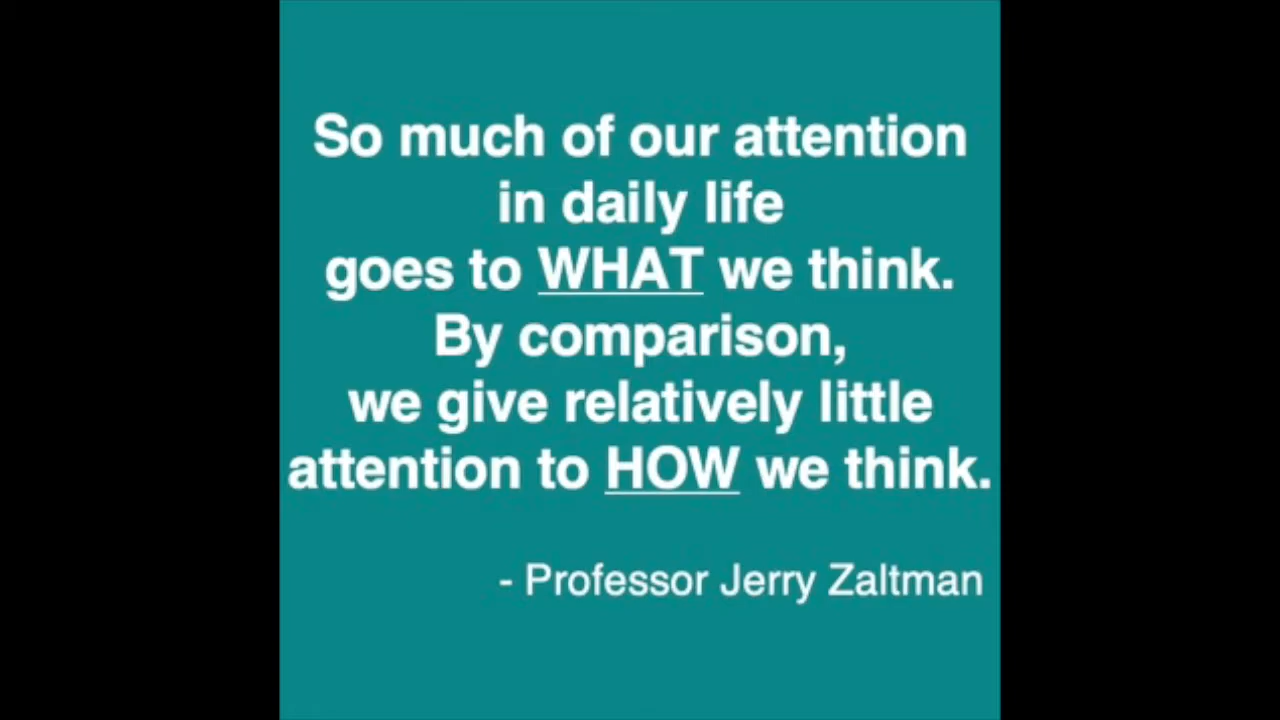 So much of our attention
in daily life
goes to WHAT we think.
By comparison,
we give relatively little
attention to HOW we think.
- Professor Jerry Zaltman